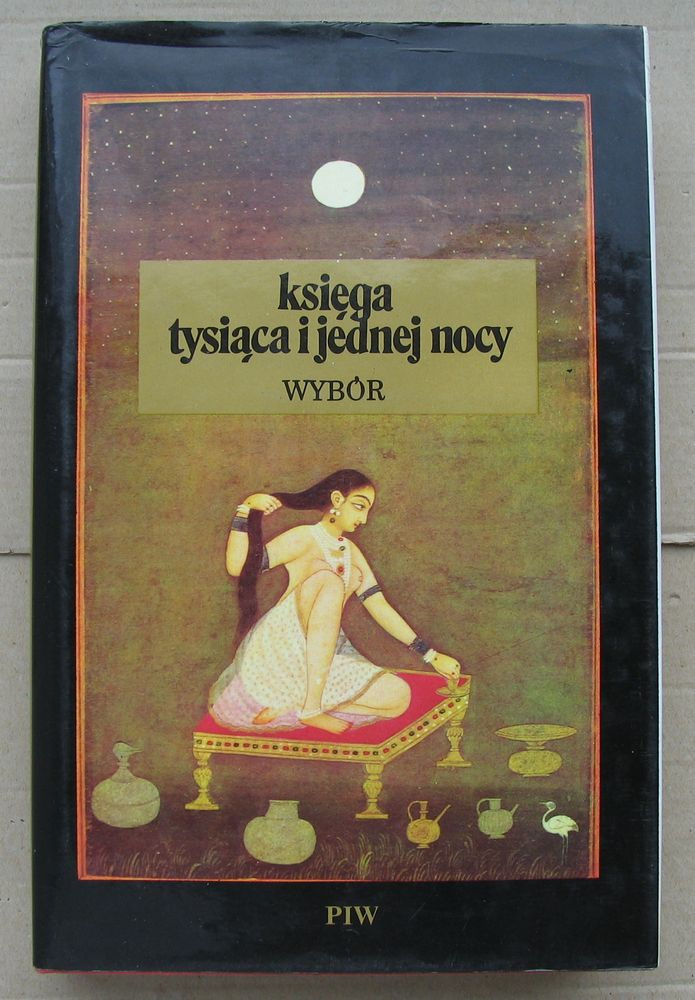 księga
tysiąca i jednej nocy
WYBÓR
PIW